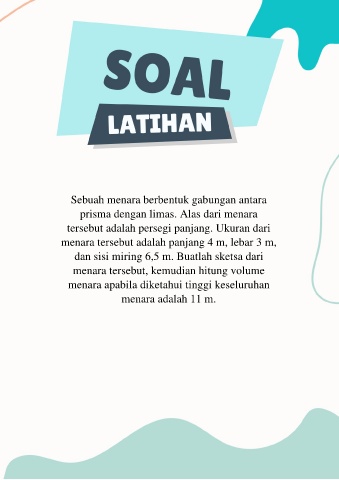 SOAL
LATIHAN
Sebuah menara berbentuk gabungan antara
prisma dengan limas. Alas dari menara
tersebut adalah persegi panjang. Ukuran dari
menara tersebut adalah panjang 4 m, lebar 3 m,
dan sisi miring 6,5 m. Buatlah sketsa dari
menara tersebut, kemudian hitung volume
menara apabila diketahui tinggi keseluruhan
menara adalah 11 m.